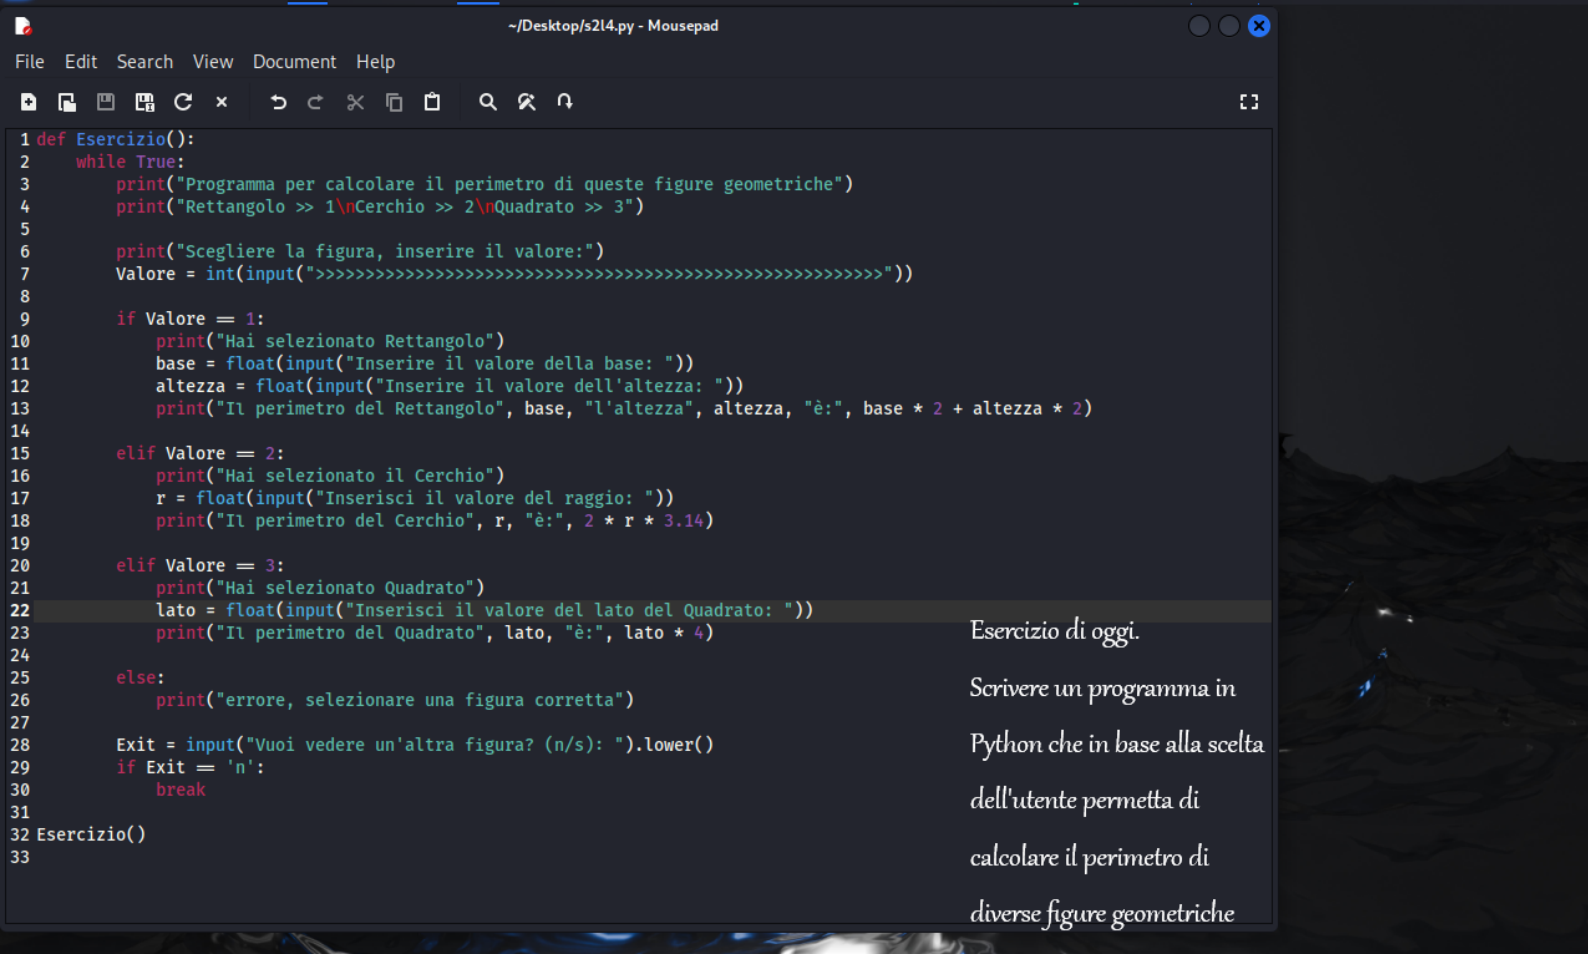 ~/Desktop/s2l4.py - Mousepad
File Edit Search View Document Help
1 def Esercizio():
2     while True:
3         print("Programma per calcolare il perimetro di queste figure geometriche")
4         print("Rettangolo >> 1\nCerchio >> 2\nQuadrato >> 3")
5
6         print("Scegliere la figura, inserire il valore:")
7         Valore = int(input(">>>>>>>>>>>>>>>>>>>>>>>>>>>>>>>>>>>>>>>>>>>>>>>>>>>>>>>>>"))
8
9         if Valore == 1:
10             print("Hai selezionato Rettangolo")
11             base = float(input("Inserire il valore della base: "))
12             altezza = float(input("Inserire il valore dell'altezza: "))
13             print("Il perimetro del Rettangolo", base, "l'altezza", altezza, "è:", base * 2 + altezza * 2)
14
15         elif Valore == 2:
16             print("Hai selezionato il Cerchio")
17             r = float(input("Inserisci il valore del raggio: "))
18             print("Il perimetro del Cerchio", r, "è:", 2 * r * 3.14)
19
20         elif Valore == 3:
21             print("Hai selezionato Quadrato")
22             lato = float(input("Inserisci il valore del lato del Quadrato: "))
23             print("Il perimetro del Quadrato", lato, "è:", lato * 4)
24
25         else:
26             print("errore, selezionare una figura corretta")
27
28         Exit = input("Vuoi vedere un'altra figura? (n/s): ").lower()
29         if Exit == 'n':
30             break
31
32 Esercizio()
33
Esercizio di oggi.
Scrivere un programma in
Python che in base alla scelta
dell'utente permetta di
calcolare il perimetro di
diverse figure geometriche